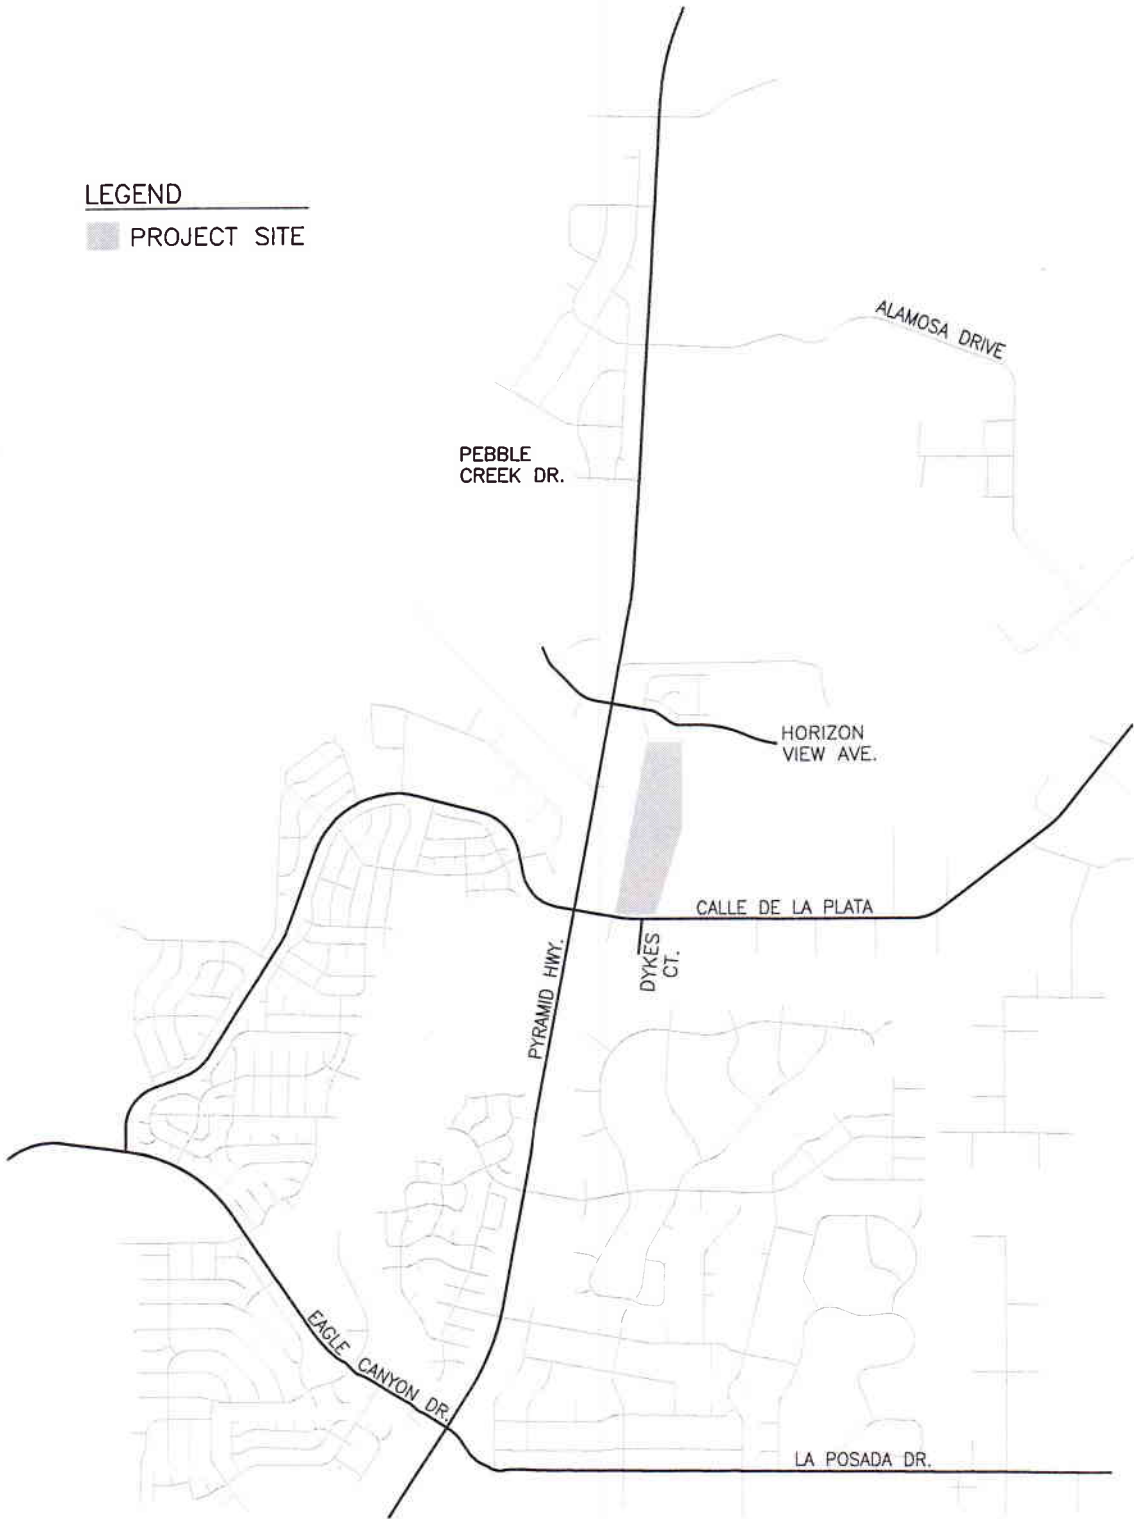 LEGEND
PROJECT SITE
ALAMOSA DRIVE
PEBBLE
CREEK DR.
HORIZON
VIEW AVE.
CALLE DE LA PLATA
DYKES
CT.
PYRAMID HWY.
EAGLE CANYON DR.
LA POSADA DR.